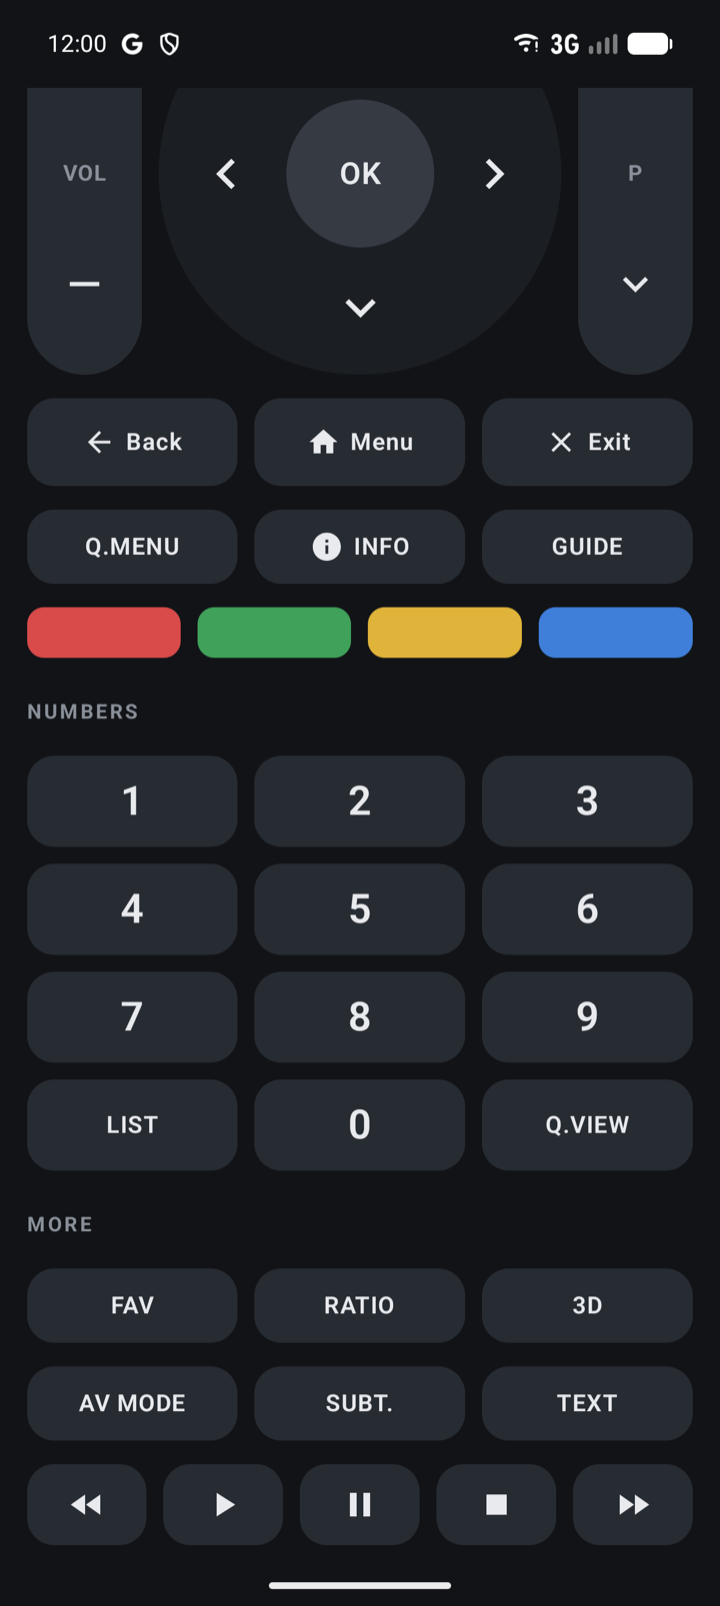 12:00 G 3G
VOL OK P
Back Menu Exit
Q.MENU INFO GUIDE
NUMBERS
1 2 3
4 5 6
7 8 9
LIST 0 Q.VIEW
MORE
FAV RATIO 3D
AV MODE SUBT. TEXT